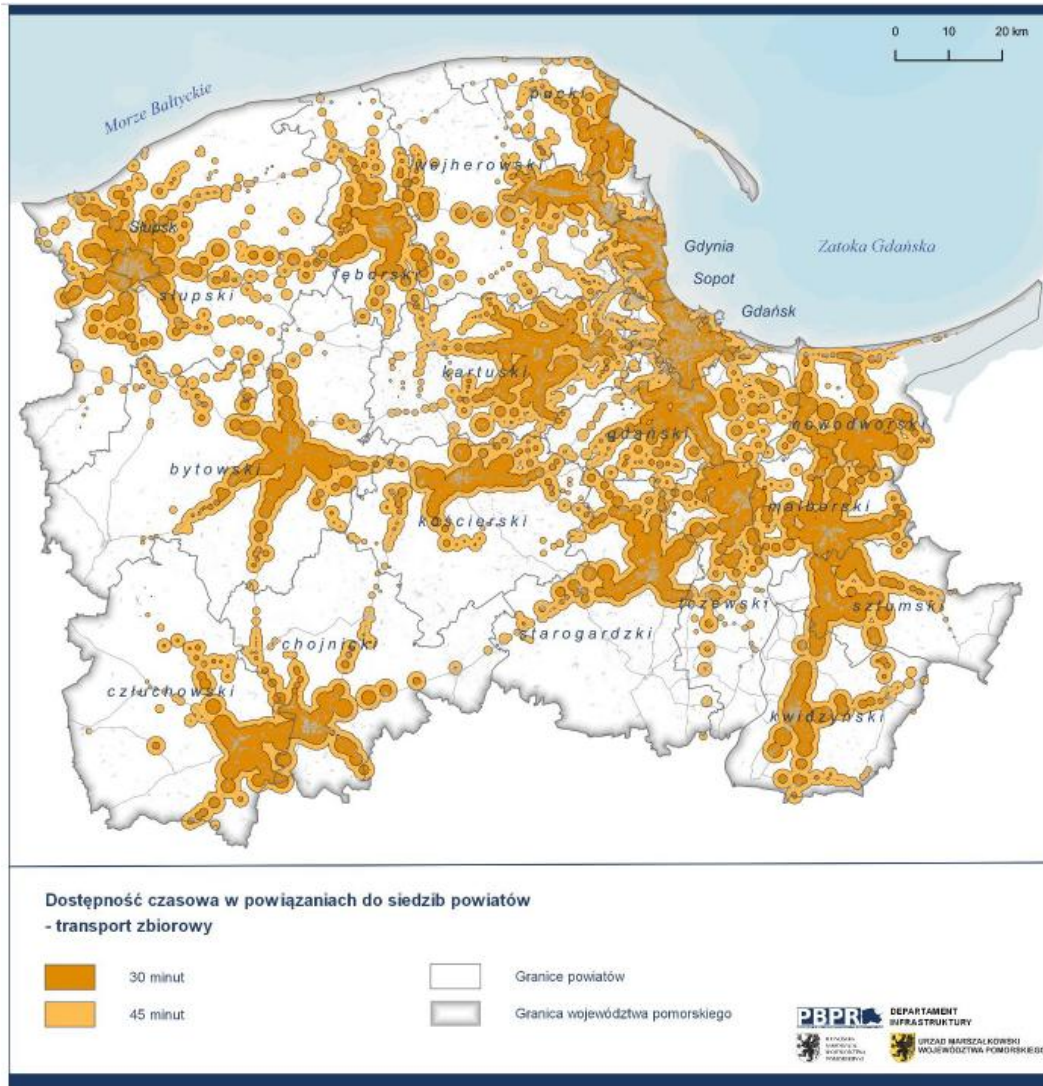 0 10 20 km
Morze Bałtyckie
pucki
wejherowski
Słupsk
Gdynia
Zatoka Gdańska
słupski
lęborski
Sopot
Gdańsk
kartuski
gdański
nowodworski
bytowski
kościerski
malborski
tczewski
sztumski
starogardzki
chojnicki
człuchowski
kwidzyński
Dostępność czasowa w powiązaniach do siedzib powiatów
- transport zbiorowy
30 minut
Granice powiatów
45 minut
Granica województwa pomorskiego
PBPR
DEPARTAMENT
INFRASTRUKTURY
URZĄD MARSZAŁKOWSKI
WOJEWÓDZTWA POMORSKIEGO